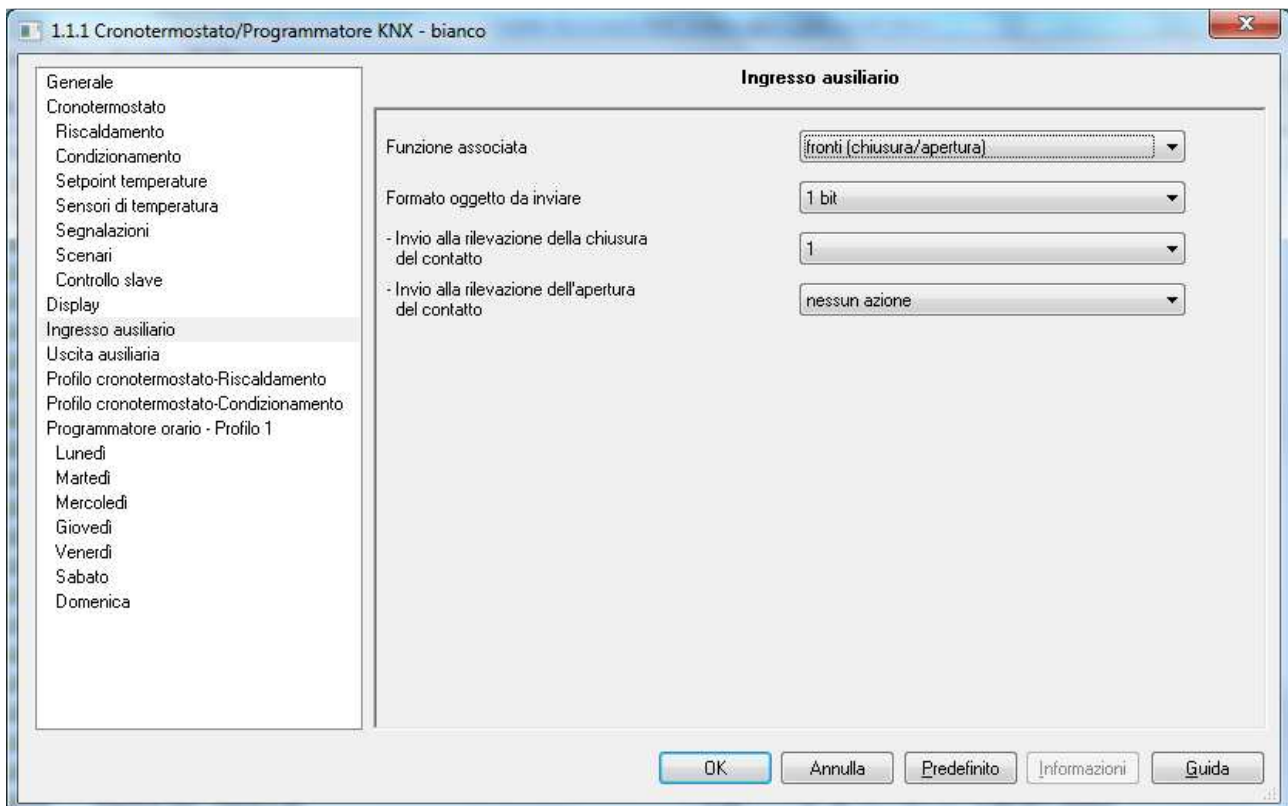 1.1.1 Cronotermostato/Programmatore KNX - bianco
Generale
Cronotermostato
Riscaldamento
Condizionamento
Setpoint temperature
Sensori di temperatura
Segnalazioni
Scenari
Controllo slave
Display
Ingresso ausiliario
Uscita ausiliaria
Profilo cronotermostato-Riscaldamento
Profilo cronotermostato-Condizionamento
Programmatore orario - Profilo 1
Lunedì
Martedì
Mercoledì
Giovedì
Venerdì
Sabato
Domenica
Ingresso ausiliario
Funzione associata
fronti (chiusura/apertura)
Formato oggetto da inviare
1 bit
- Invio alla rilevazione della chiusura
del contatto
1
- Invio alla rilevazione dell'apertura
del contatto
nessun azione
OK
Annulla
Predefinito
Informazioni
Guida